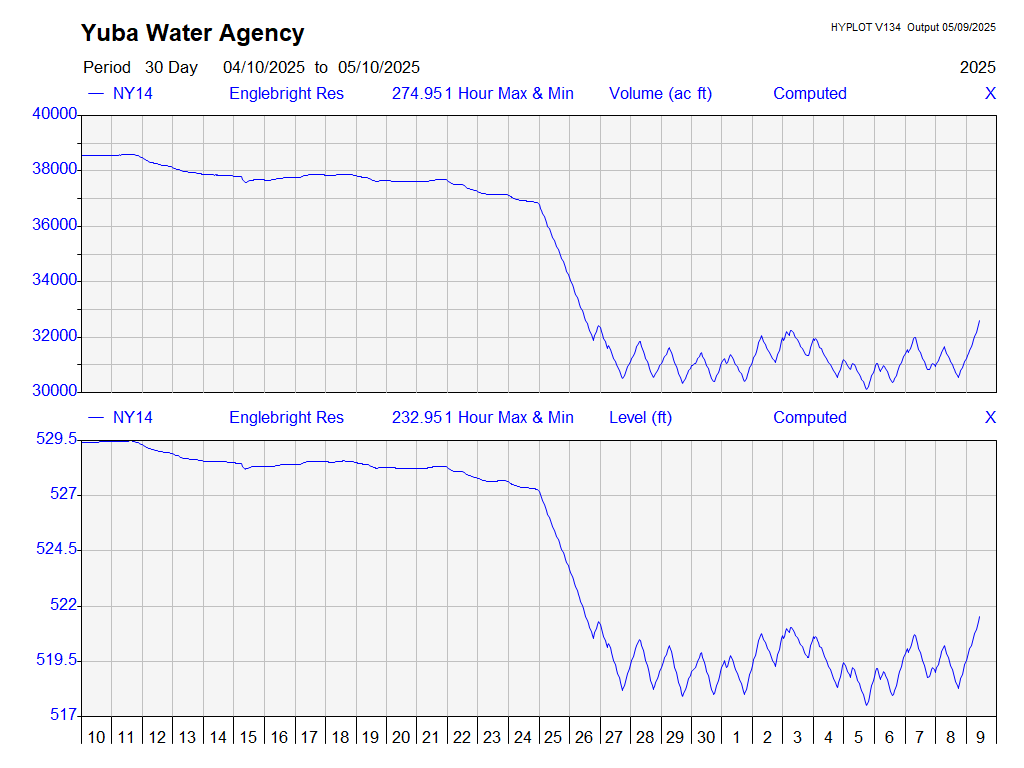 Yuba Water Agency
HYPLOT V134 Output 05/09/2025
Period 30 Day 04/10/2025 to 05/10/2025 2025
NY14 Englebright Res 274.951 Hour Max & Min Volume (ac ft) Computed X
40000
38000
36000
34000
32000
30000
NY14 Englebright Res 232.951 Hour Max & Min Level (ft) Computed X
529.5
527
524.5
522
519.5
517
10 11 12 13 14 15 16 17 18 19 20 21 22 23 24 25 26 27 28 29 30 1 2 3 4 5 6 7 8 9